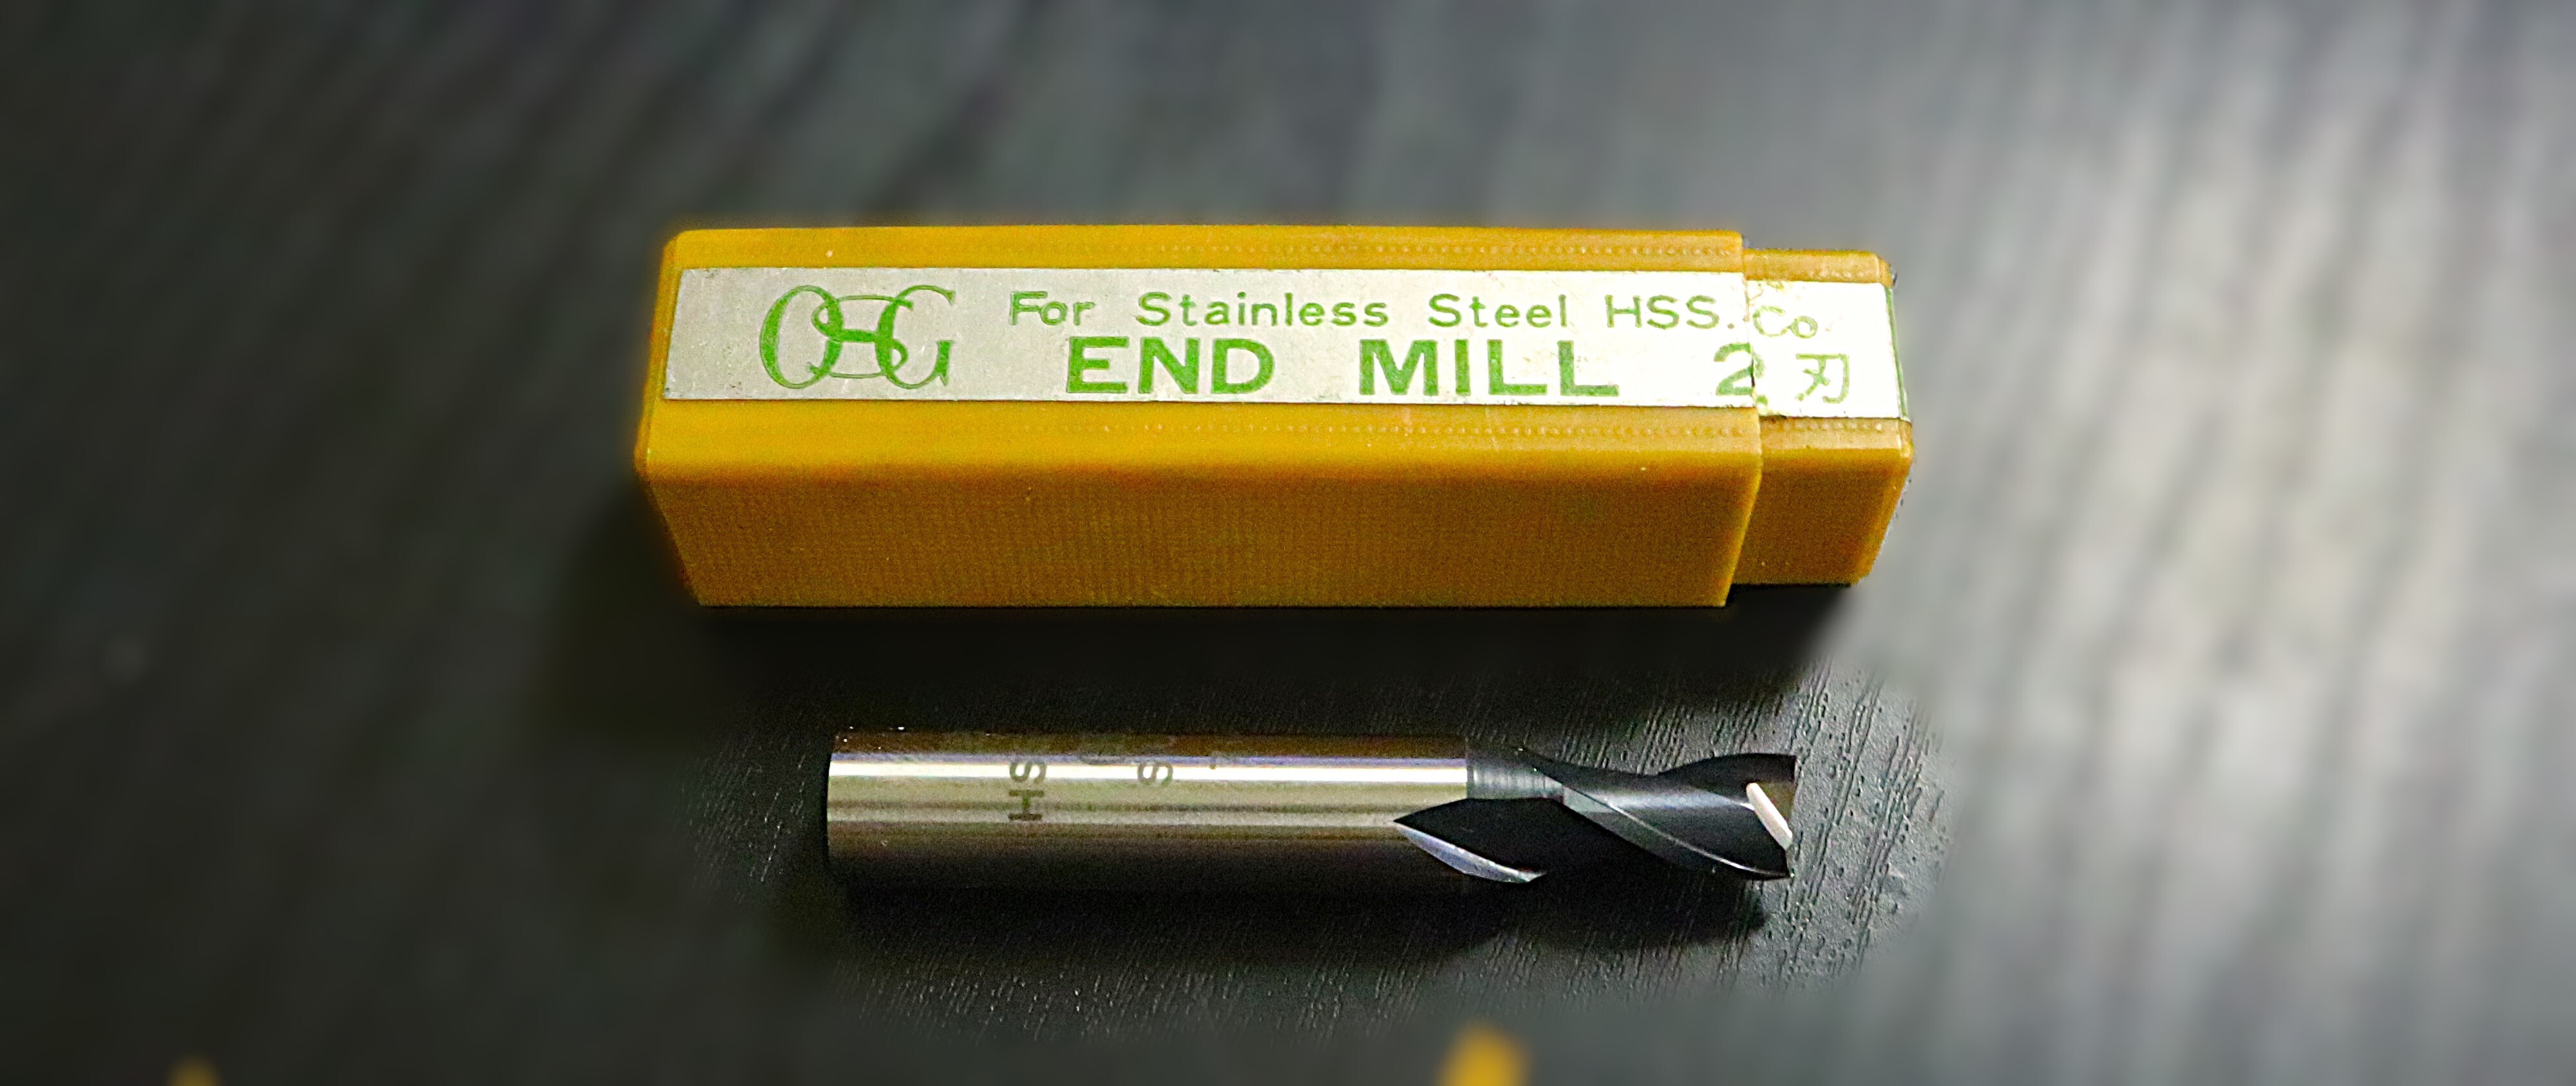 OSG
For Stainless Steel HSS. Co
END MILL 2 刃
HS